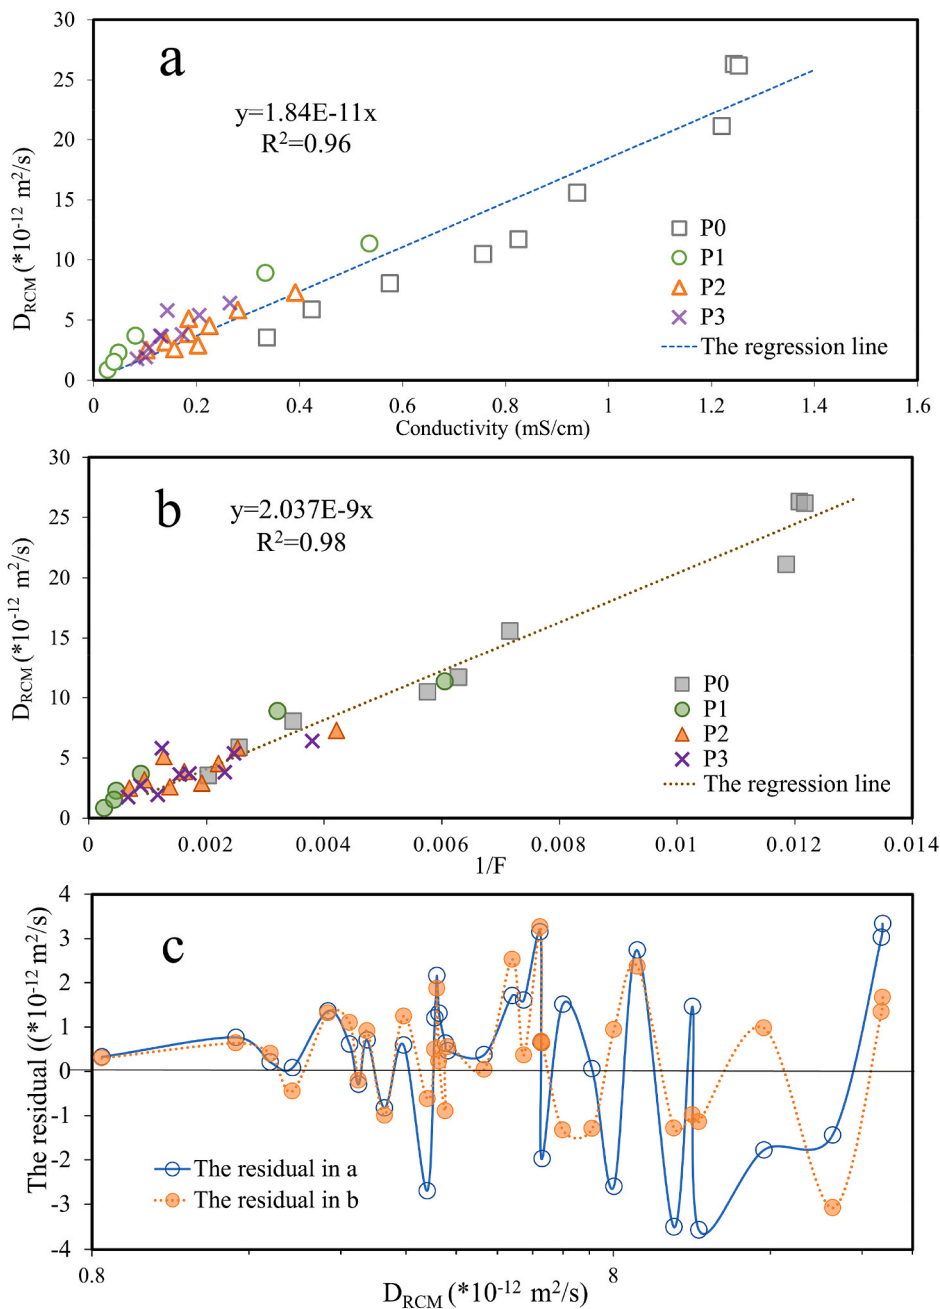 a
y=1.84E-11x
R²=0.96
30
25
20
15
10
5
0
D_RCM (*10⁻¹² m²/s)
P0
P1
P2
P3
The regression line
0 0.2 0.4 0.6 0.8 1 1.2 1.4 1.6
Conductivity (mS/cm)
b
y=2.037E-9x
R²=0.98
30
25
20
15
10
5
0
D_RCM (*10⁻¹² m²/s)
P0
P1
P2
P3
The regression line
0 0.002 0.004 0.006 0.008 0.01 0.012 0.014
1/F
c
4
3
2
1
0
-1
-2
-3
-4
The residual ((*10⁻¹² m²/s)
The residual in a
The residual in b
0.8 8
D_RCM (*10⁻¹² m²/s)